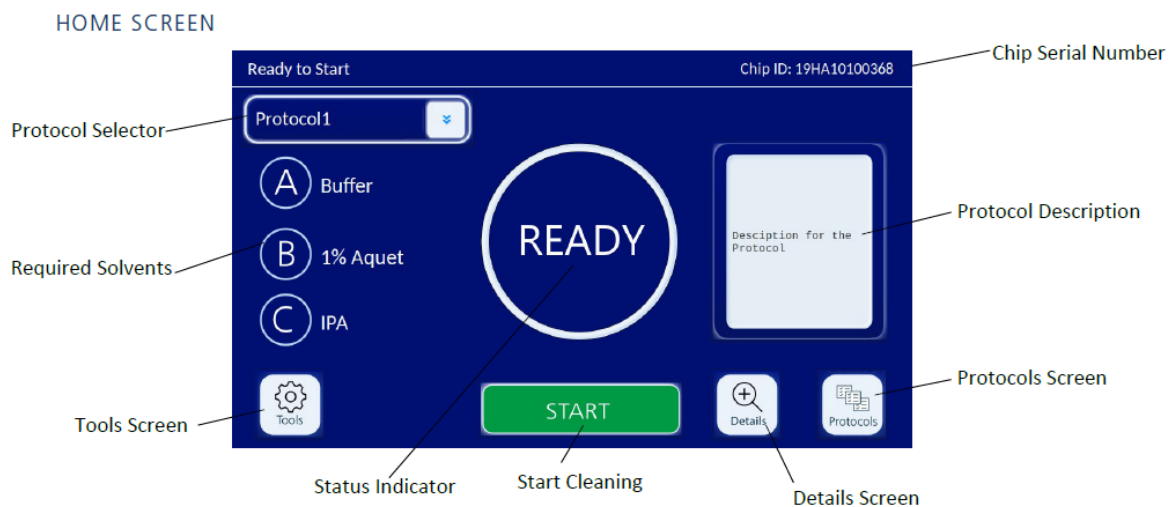 HOME SCREEN
Ready to Start
Chip ID: 19HA10100368
Chip Serial Number
Protocol1
Protocol Selector
A Buffer
B 1% Aquet
C IPA
Required Solvents
READY
Desciption for the
Protocol
Protocol Description
Tools
START
Details
Protocols
Protocols Screen
Tools Screen
Status Indicator
Start Cleaning
Details Screen